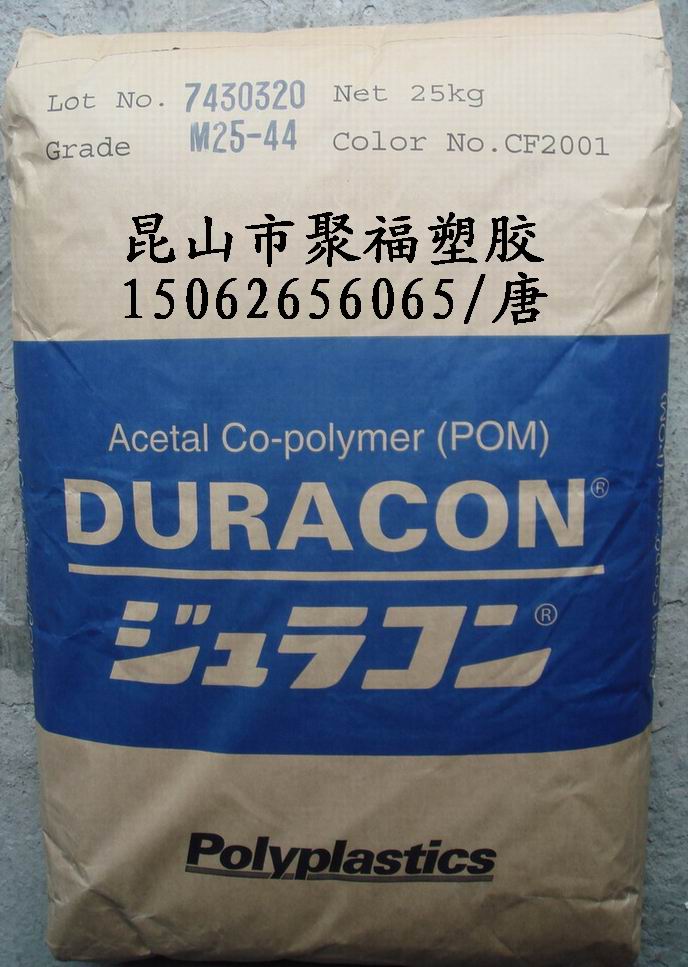 Lot No. 7430320 Net 25kg
Grade M25-44 Color No.CF2001
昆山市聚福塑胶
15062656065/唐
Acetal Co-polymer (POM)
DURACON®
ジュラコン®
Polyplastics